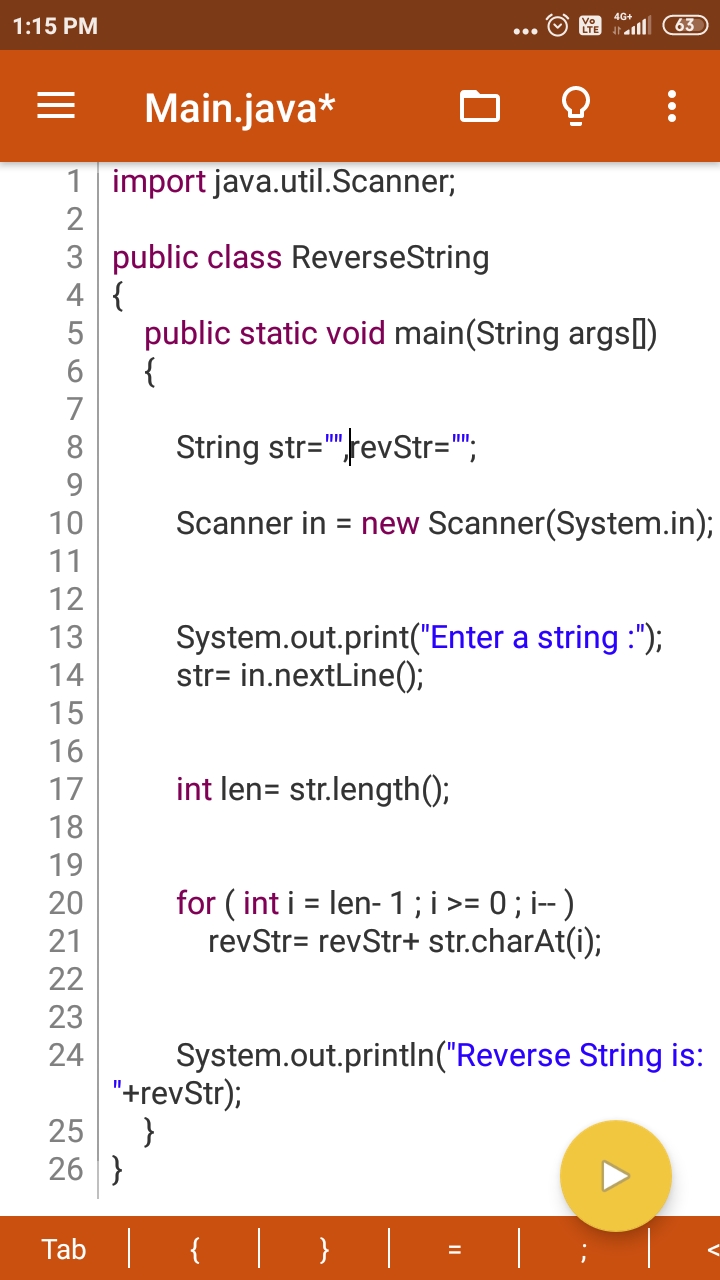 1:15 PM
Vo LTE
4G+
63
Main.java*
1 import java.util.Scanner;
2
3 public class ReverseString
4 {
5 public static void main(String args[])
6 {
7
8 String str="",revStr="";
9
10 Scanner in = new Scanner(System.in);
11
12
13 System.out.print("Enter a string :");
14 str= in.nextLine();
15
16
17 int len= str.length();
18
19
20 for ( int i = len- 1 ; i >= 0 ; i-- )
21 revStr= revStr+ str.charAt(i);
22
23
24 System.out.println("Reverse String is:
"+revStr);
25 }
26 }
Tab { } = ; <